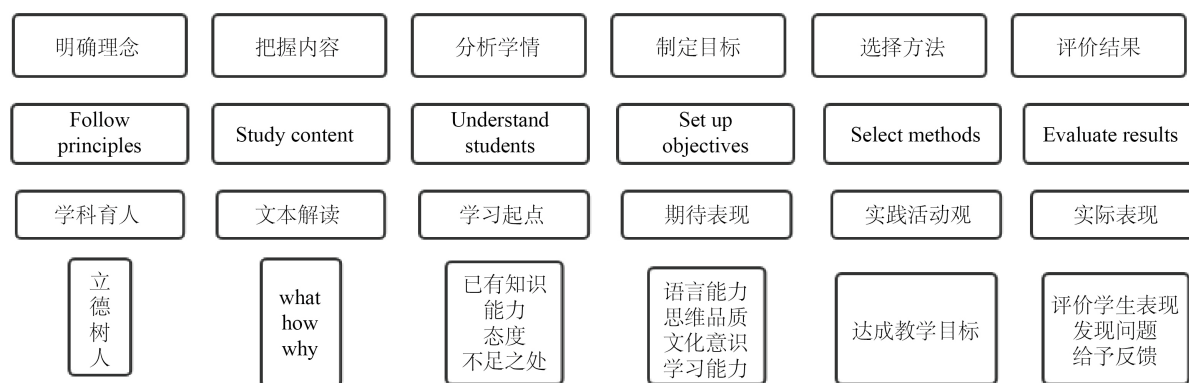 明确理念
把握内容
分析学情
制定目标
选择方法
评价结果
Follow
principles
Study content
Understand
students
Set up
objectives
Select methods
Evaluate results
学科育人
文本解读
学习起点
期待表现
实践活动观
实际表现
立
德
树
人
what
how
why
已有知识
能力
态度
不足之处
语言能力
思维品质
文化意识
学习能力
达成教学目标
评价学生表现
发现问题
给予反馈